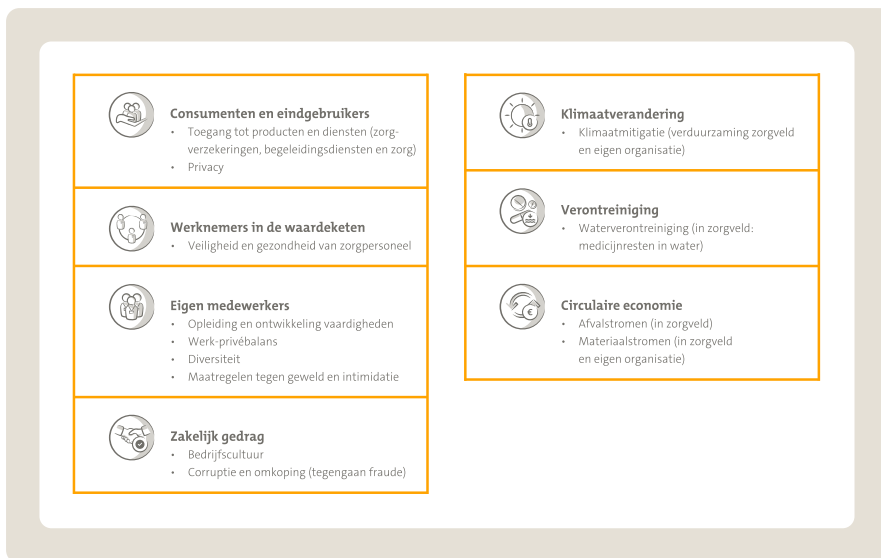 Consumenten en eindgebruikers
• Toegang tot producten en diensten (zorg-
verzekeringen, begeleidingsdiensten en zorg)
• Privacy
Werknemers in de waardeketen
• Veiligheid en gezondheid van zorgpersoneel
Eigen medewerkers
• Opleiding en ontwikkeling vaardigheden
• Werk-privébalans
• Diversiteit
• Maatregelen tegen geweld en intimidatie
Zakelijk gedrag
• Bedrijfscultuur
• Corruptie en omkoping (tegengaan fraude)
Klimaatverandering
• Klimaatmitigatie (verduurzaming zorgveld
en eigen organisatie)
Verontreiniging
• Waterverontreiniging (in zorgveld:
medicijnresten in water)
Circulaire economie
• Afvalstromen (in zorgveld)
• Materiaalstromen (in zorgveld
en eigen organisatie)